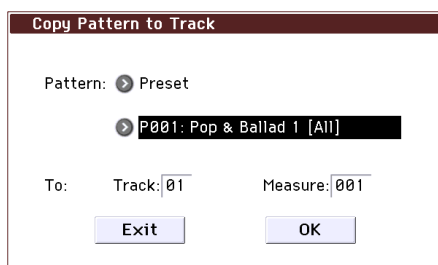 Copy Pattern to Track
Pattern: Preset
P001: Pop & Ballad 1 [All]
To: Track: 01 Measure: 001
Exit OK